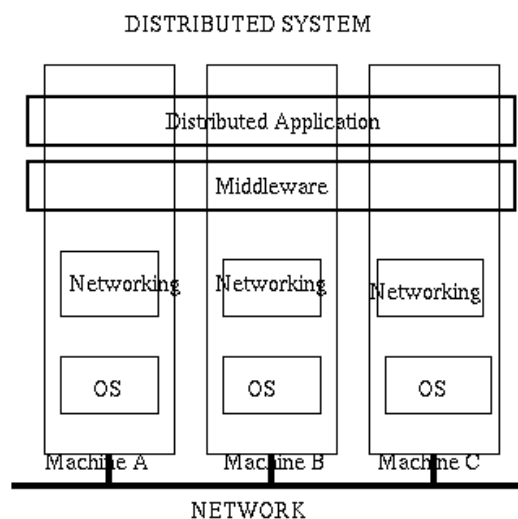 DISTRIBUTED SYSTEM
Distributed Application
Middleware
Networking Networking Networking
OS OS OS
Machine A Machine B Machine C
NETWORK